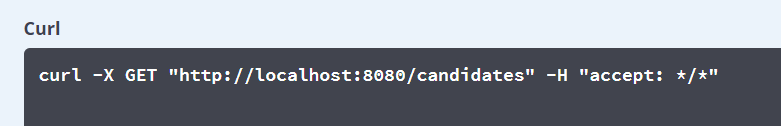 Curl
curl -X GET "http://localhost:8080/candidates" -H "accept: */*"